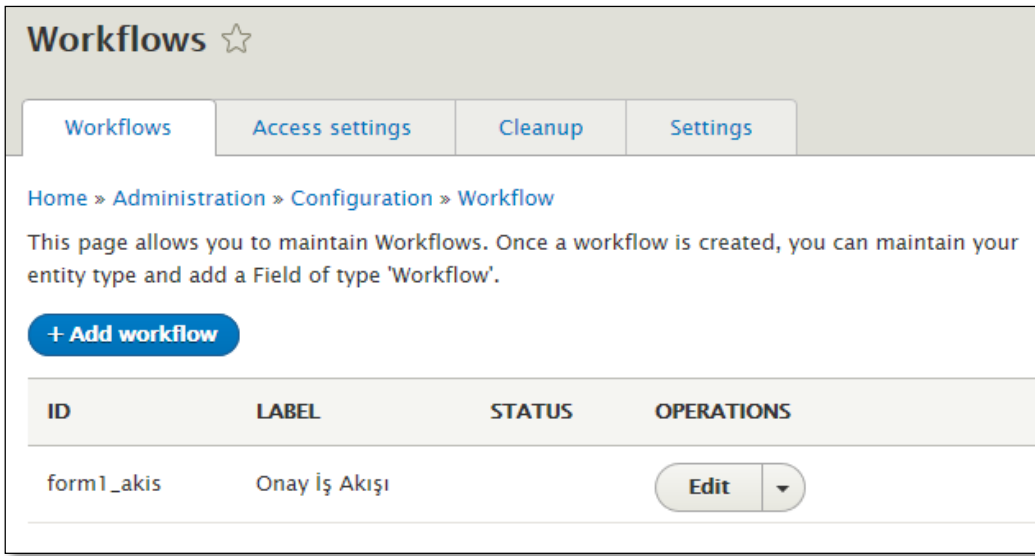 Workflows
Workflows Access settings Cleanup Settings
Home » Administration » Configuration » Workflow
This page allows you to maintain Workflows. Once a workflow is created, you can maintain your
entity type and add a Field of type 'Workflow'.
+ Add workflow
ID LABEL STATUS OPERATIONS
form1_akis Onay İş Akışı Edit